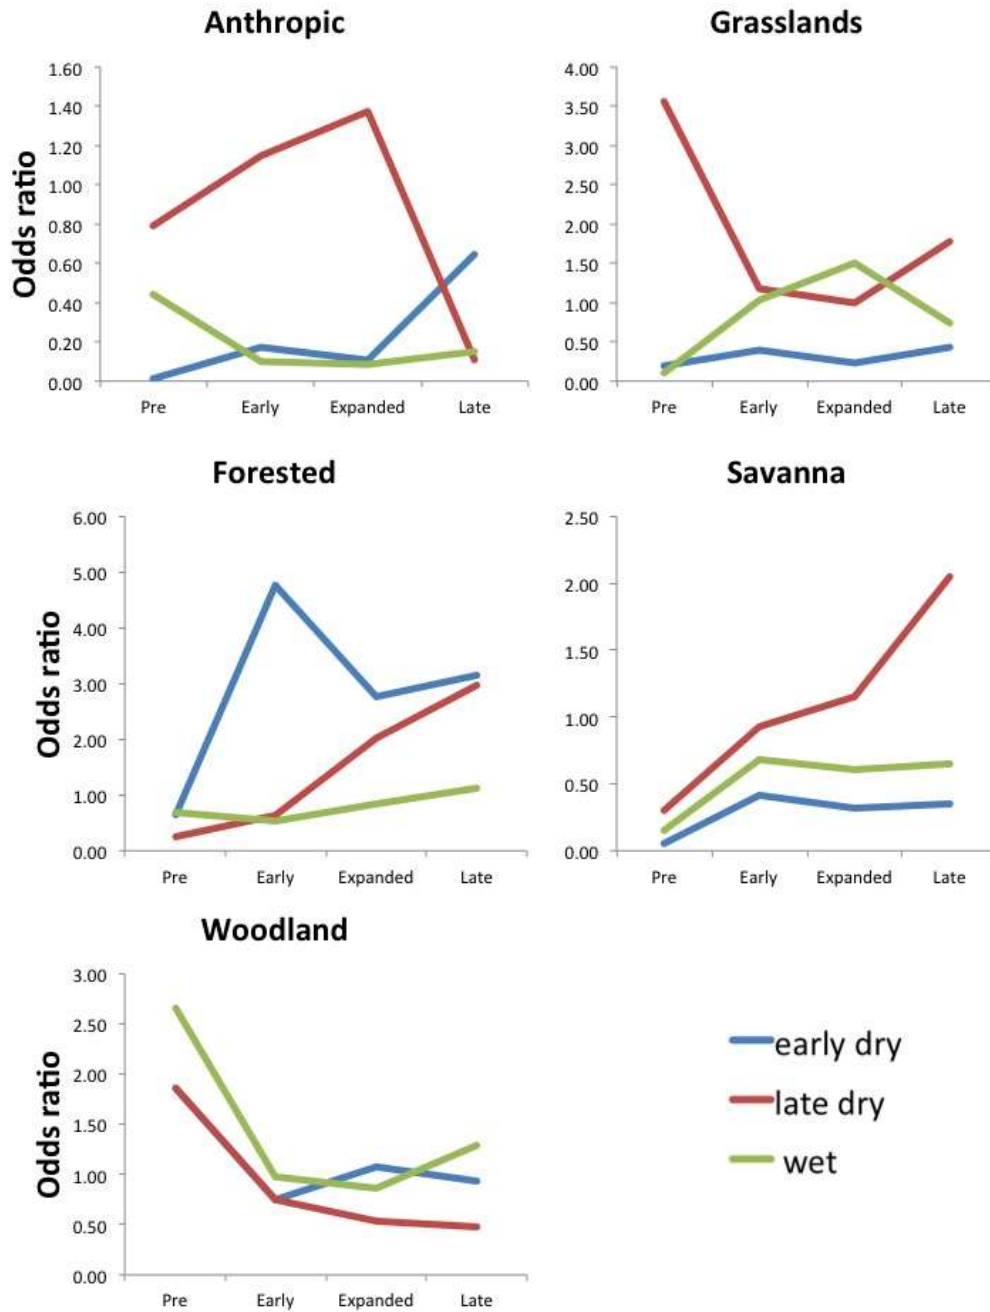 Anthropic
Odds ratio
1.60
1.40
1.20
1.00
0.80
0.60
0.40
0.20
0.00
Pre Early Expanded Late
Grasslands
4.00
3.50
3.00
2.50
2.00
1.50
1.00
0.50
0.00
Pre Early Expanded Late
Forested
Odds ratio
6.00
5.00
4.00
3.00
2.00
1.00
0.00
Pre Early Expanded Late
Savanna
2.50
2.00
1.50
1.00
0.50
0.00
Pre Early Expanded Late
Woodland
Odds ratio
3.00
2.50
2.00
1.50
1.00
0.50
0.00
Pre Early Expanded Late
early dry
late dry
wet